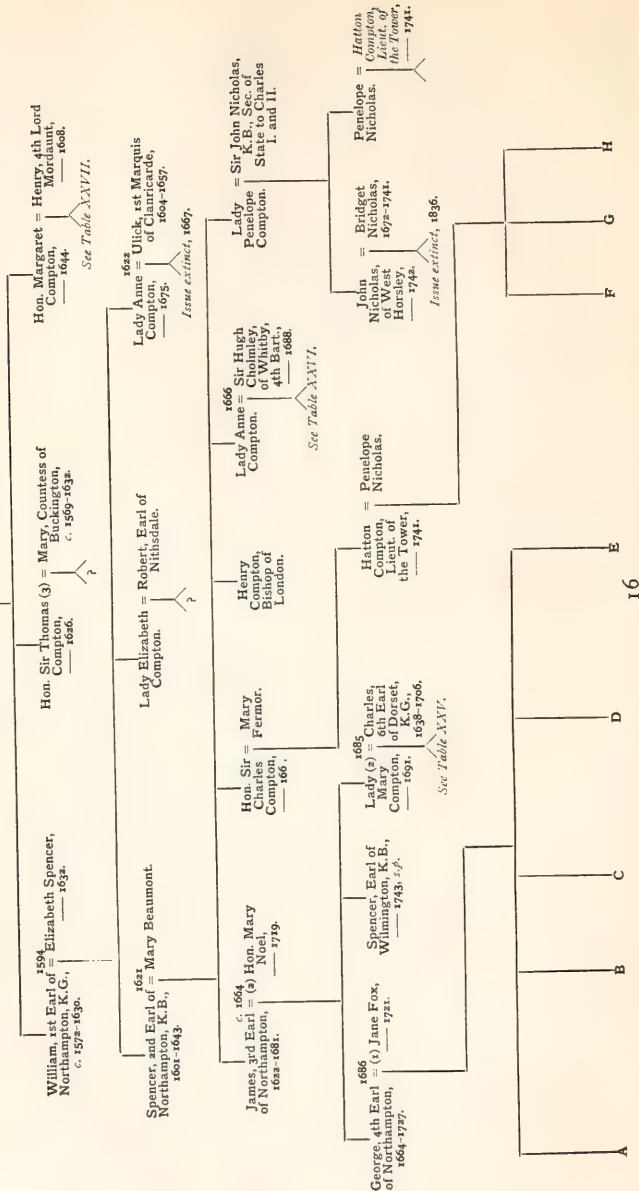 William, 1st Earl of
Northampton, K.G.,
c. 1572-1630.
1594
= Elizabeth Spencer,
—— 1632.
Hon. Sir Thomas (3)
Compton,
—— 1626.
= Mary, Countess of
Buckington,
c. 1569-1632.
?
Hon. Margaret
Compton,
—— 1644.
= Henry, 4th Lord
Mordaunt,
—— 1608.
See Table XXVII.
Spencer, 2nd Earl of
Northampton, K.B.,
1601-1643.
1621
= Mary Beaumont.
Lady Elizabeth
Compton.
= Robert, Earl of
Nithsdale.
?
Lady Anne
Compton,
—— 1675.
1622
= Ulick, 1st Marquis
of Clanricarde,
1604-1657.
Issue extinct, 1667.
James, 3rd Earl
of Northampton,
1622-1681.
c. 1664
= (2) Hon. Mary
Noel,
—— 1719.
Hon. Sir
Charles
Compton,
—— 166 .
= Mary
Fermor.
Henry
Compton,
Bishop of
London.
Lady Anne
Compton.
1666
= Sir Hugh
Cholmley,
of Whitby,
4th Bart.,
—— 1688.
See Table XXVI.
Lady
Penelope
Compton.
= Sir John Nicholas,
K.B., Sec. of
State to Charles
I. and II.
George, 4th Earl
of Northampton,
1664-1727.
1686
= (1) Jane Fox,
—— 1721.
Spencer, Earl of
Wilmington, K.B.,
—— 1743, s.p.
Lady (2)
Mary
Compton,
—— 1691.
1685
= Charles,
6th Earl
of Dorset,
K.G.,
1638-1706.
See Table XXV.
Hatton
Compton,
Lieut. of
the Tower,
—— 1741.
= Penelope
Nicholas.
John
Nicholas,
of West
Horsley,
—— 1742.
= Bridget
Nicholas,
1672-1741.
Issue extinct, 1836.
Penelope
Nicholas.
= Hatton
Compton,
Lieut. of
the Tower,
—— 1741.
A
B
C
D
E
F
G
H
16